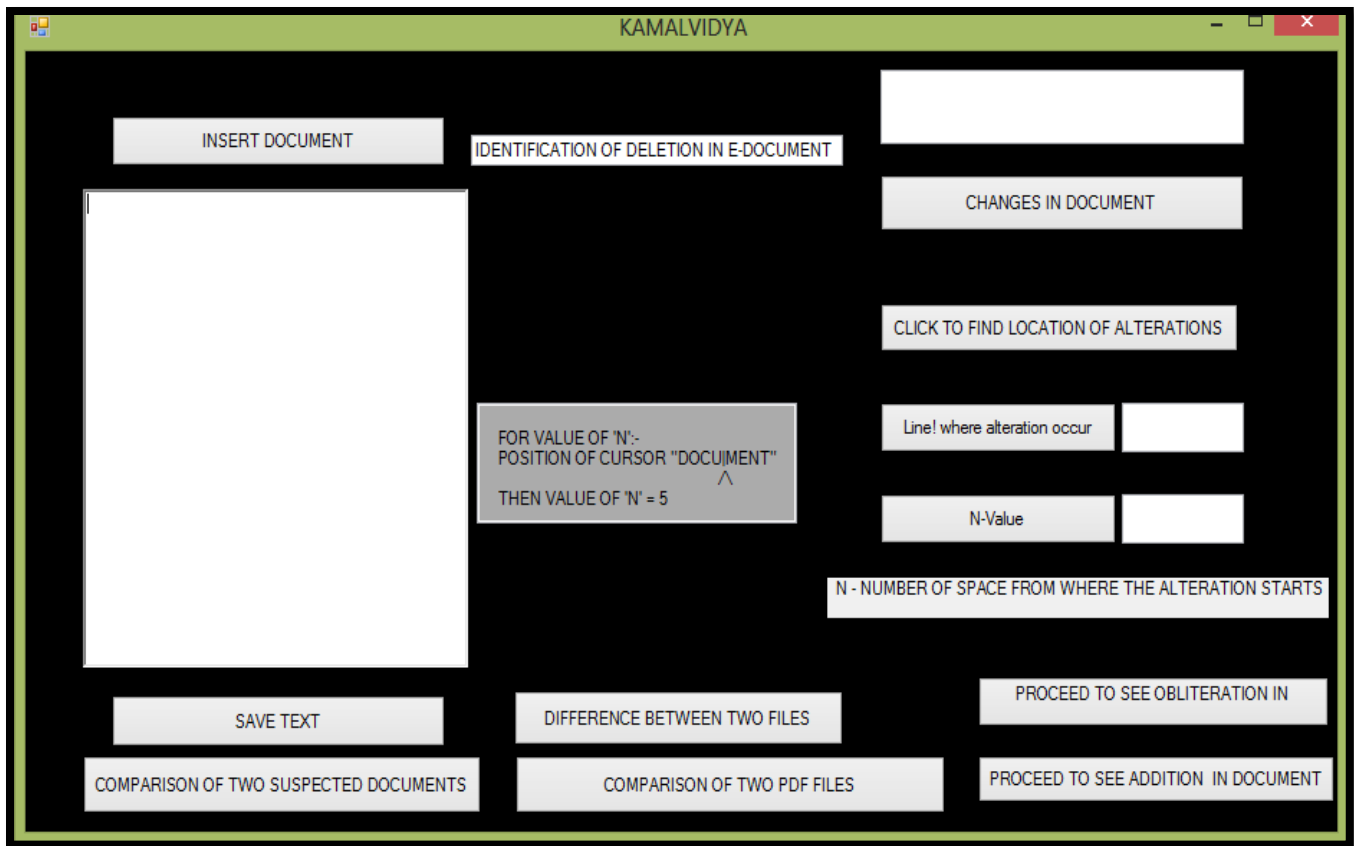 KAMALVIDYA
INSERT DOCUMENT
IDENTIFICATION OF DELETION IN E-DOCUMENT
CHANGES IN DOCUMENT
CLICK TO FIND LOCATION OF ALTERATIONS
FOR VALUE OF 'N':-
POSITION OF CURSOR "DOCU|MENT"
/\
THEN VALUE OF 'N' = 5
Line! where alteration occur
N-Value
N - NUMBER OF SPACE FROM WHERE THE ALTERATION STARTS
SAVE TEXT
DIFFERENCE BETWEEN TWO FILES
PROCEED TO SEE OBLITERATION IN
COMPARISON OF TWO SUSPECTED DOCUMENTS
COMPARISON OF TWO PDF FILES
PROCEED TO SEE ADDITION IN DOCUMENT